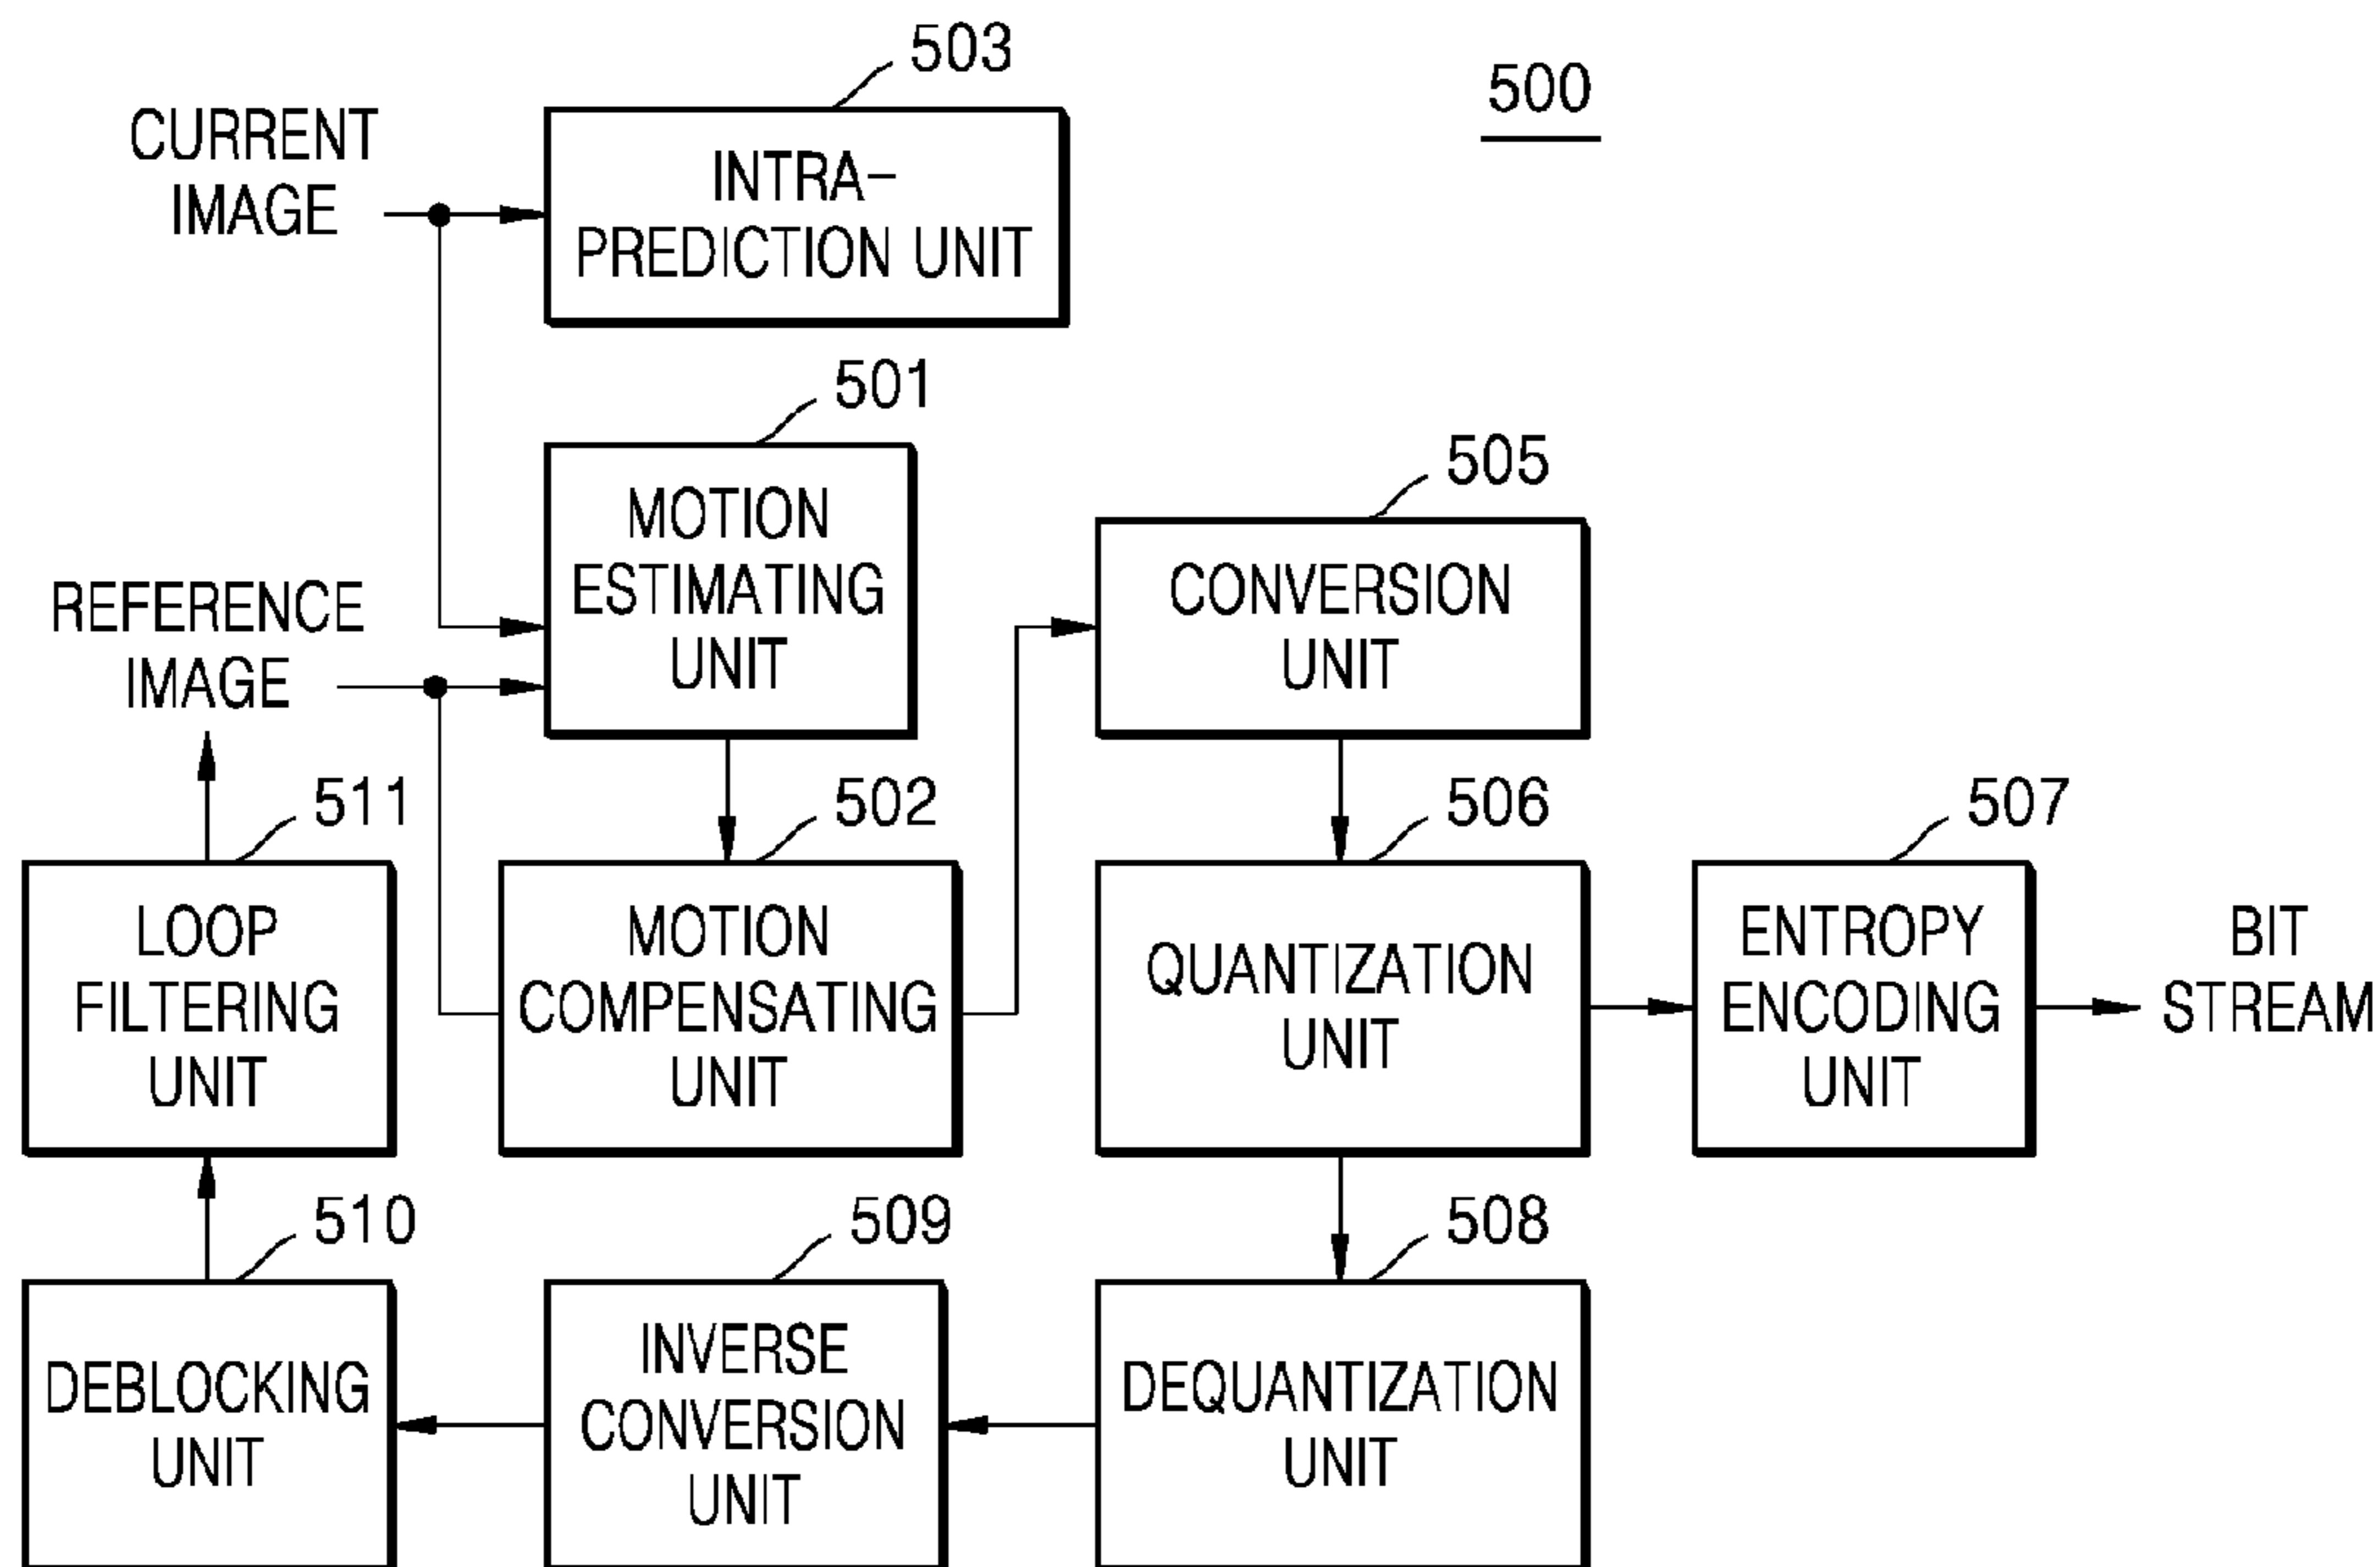 503
500
CURRENT
IMAGE
INTRA-
PREDICTION UNIT
501
505
MOTION
ESTIMATING
UNIT
CONVERSION
UNIT
REFERENCE
IMAGE
511
502
506
507
LOOP
FILTERING
UNIT
MOTION
COMPENSATING
UNIT
QUANTIZATION
UNIT
ENTROPY
ENCODING
UNIT
BIT
STREAM
510
509
508
DEBLOCKING
UNIT
INVERSE
CONVERSION
UNIT
DEQUANTIZATION
UNIT